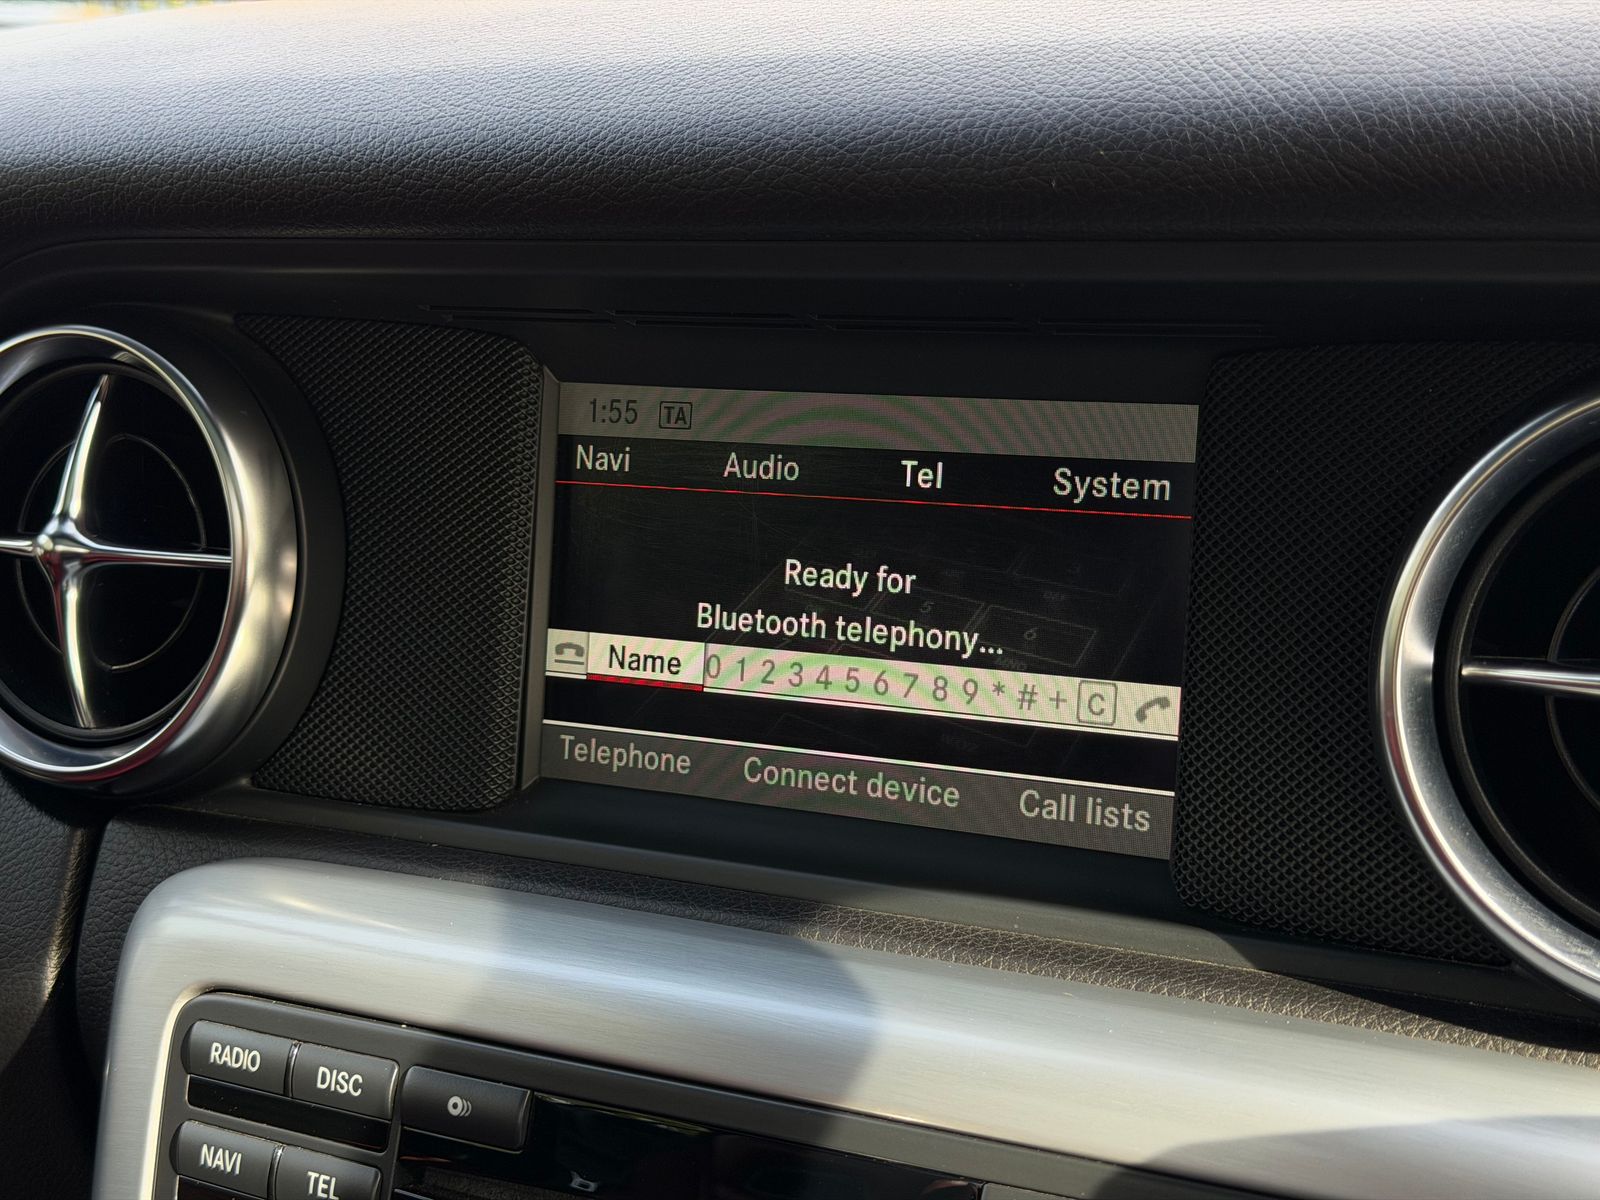 1:55 TA
Navi Audio Tel System
Ready for
Bluetooth telephony...
Name 0 1 2 3 4 5 6 7 8 9 * # + C
Telephone Connect device Call lists
RADIO DISC
NAVI TEL